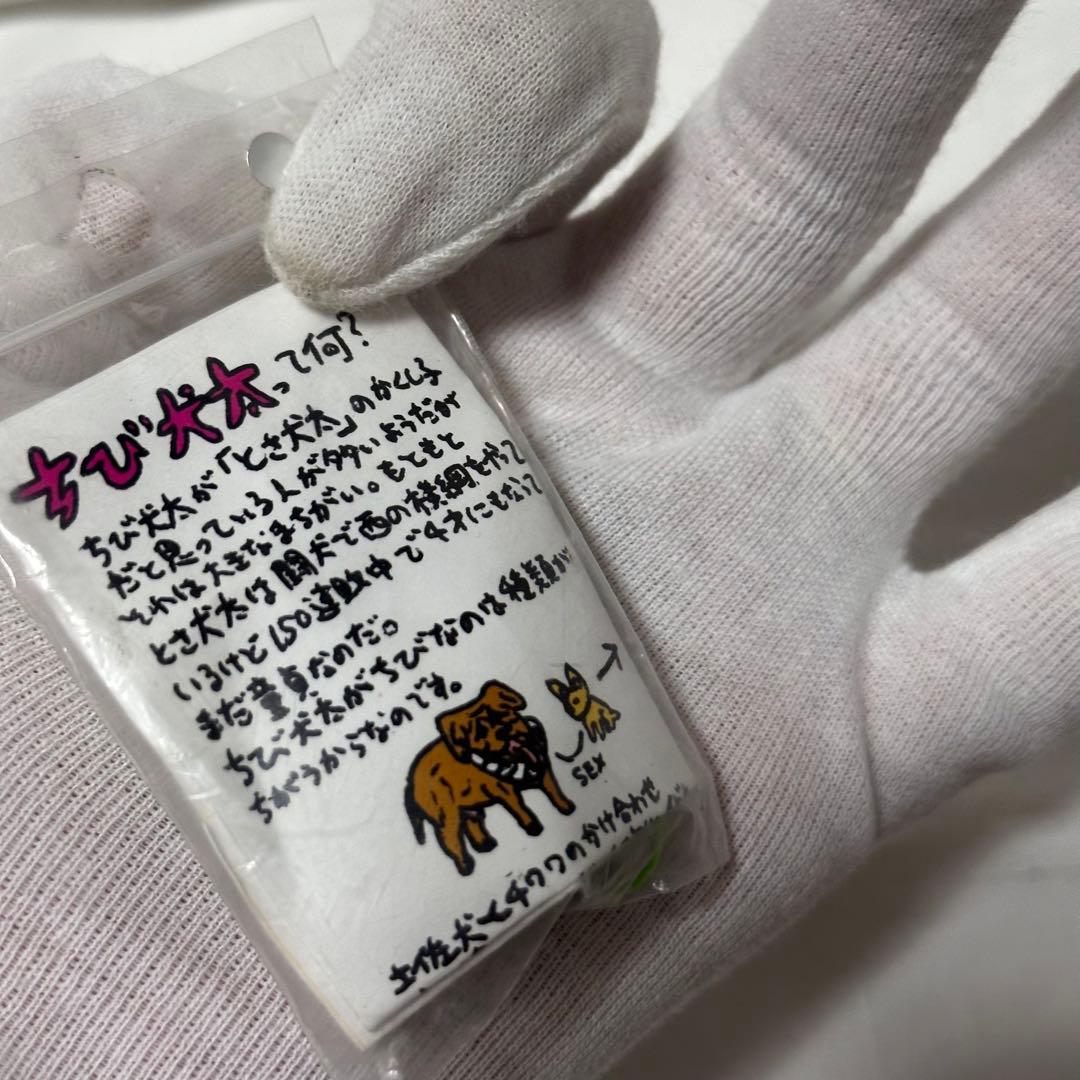 ちび犬太って何?
ちび犬太が「とさ犬太」のかくし子
だと思っている人が多いようだが
それは大きなまちがい。もともと
とさ犬太は闘犬で西の横綱をやって
いるけど150連敗中で4才にもなって
まだ童貞なのだ。
ちび犬太がちびなのは種類が
ちがうからなのです。
SEX
土佐犬とチワワのかけ合わせ